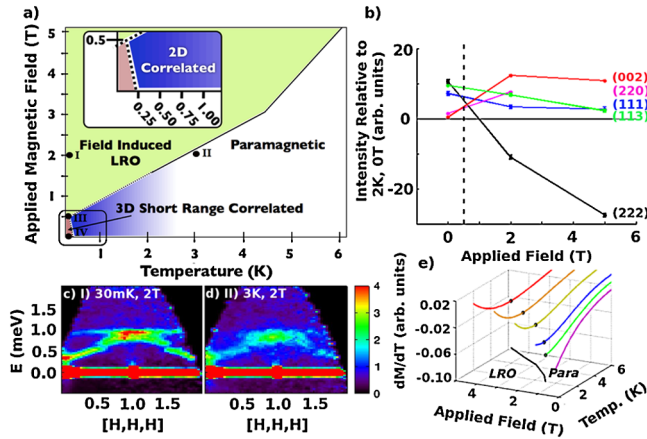 a)
Applied Magnetic Field (T)
5
4
3
2
1
0
0.5
2D
Correlated
0.25
0.50
0.75
1.00
Field Induced
LRO
I
II
Paramagnetic
3D Short Range Correlated
III
IV
1 2 3 4 5 6
Temperature (K)
b)
Intensity Relative to
2K, 0T (arb. units)
20
0
-20
(002)
(220)
(111)
(113)
(222)
0 2 4 6
Applied Field (T)
c) I) 30mK, 2T
d) II) 3K, 2T
E (meV)
1.5
1.0
0.5
0.0
0.5 1.0 1.5
0.5 1.0 1.5
[H,H,H]
[H,H,H]
4
3
2
1
0
e)
dM/dT (arb. units)
0.02
-0.02
-0.06
-0.10
LRO
Para
6 5 4 3 2 1 0
Applied Field (T)
0 2 4 6
Temp. (K)